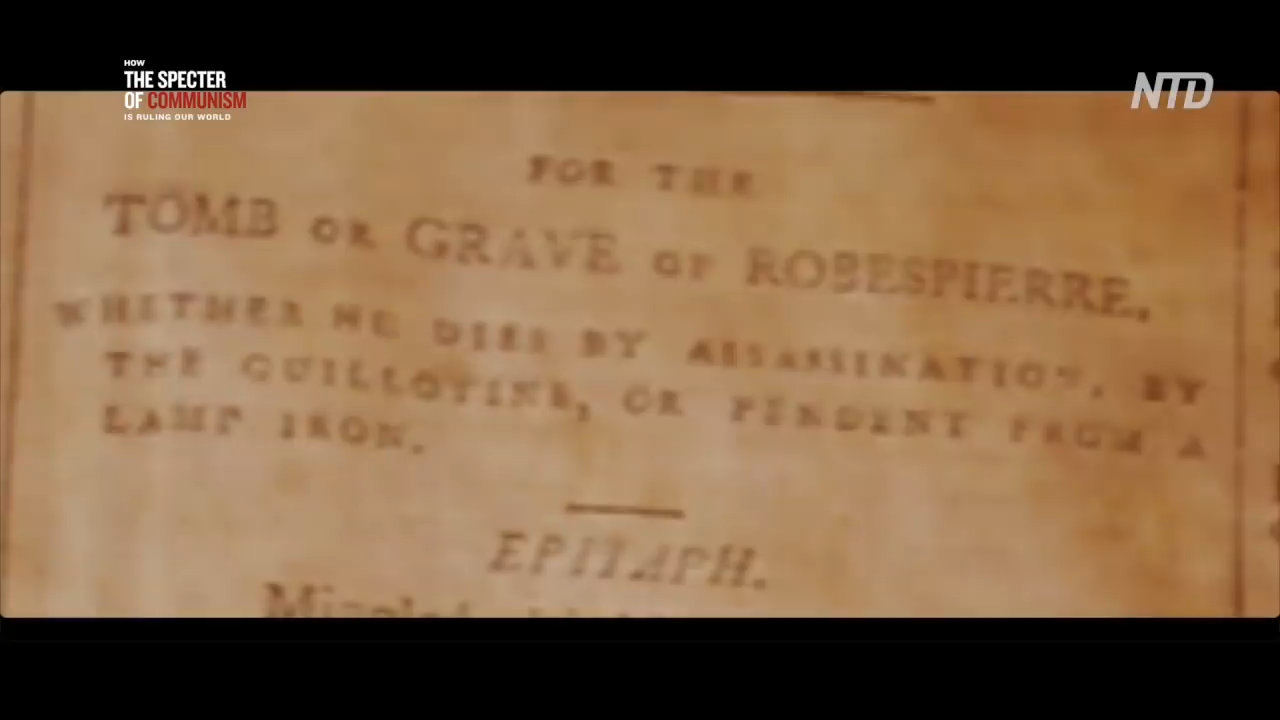 HOW
THE SPECTER
OF COMMUNISM
IS RULING OUR WORLD
NTD
FOR THE
TOMB OR GRAVE OF ROBESPIERRE.
WHETHER HE DIES BY ASSASSINATION, BY
THE GUILLOTINE, OR PENDENT FROM A
LAMP IRON.
EPITAPH.